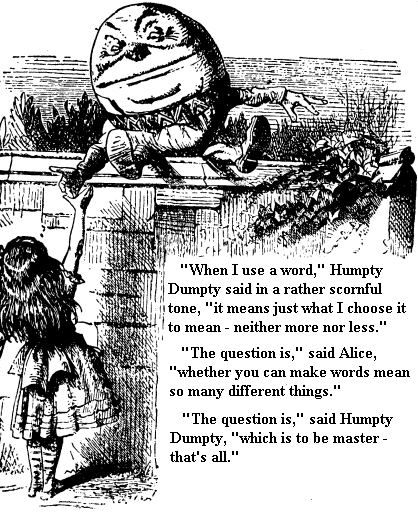 "When I use a word," Humpty
Dumpty said in a rather scornful
tone, "it means just what I choose it
to mean - neither more nor less."
"The question is," said Alice,
"whether you can make words mean
so many different things."
"The question is," said Humpty
Dumpty, "which is to be master -
that's all."